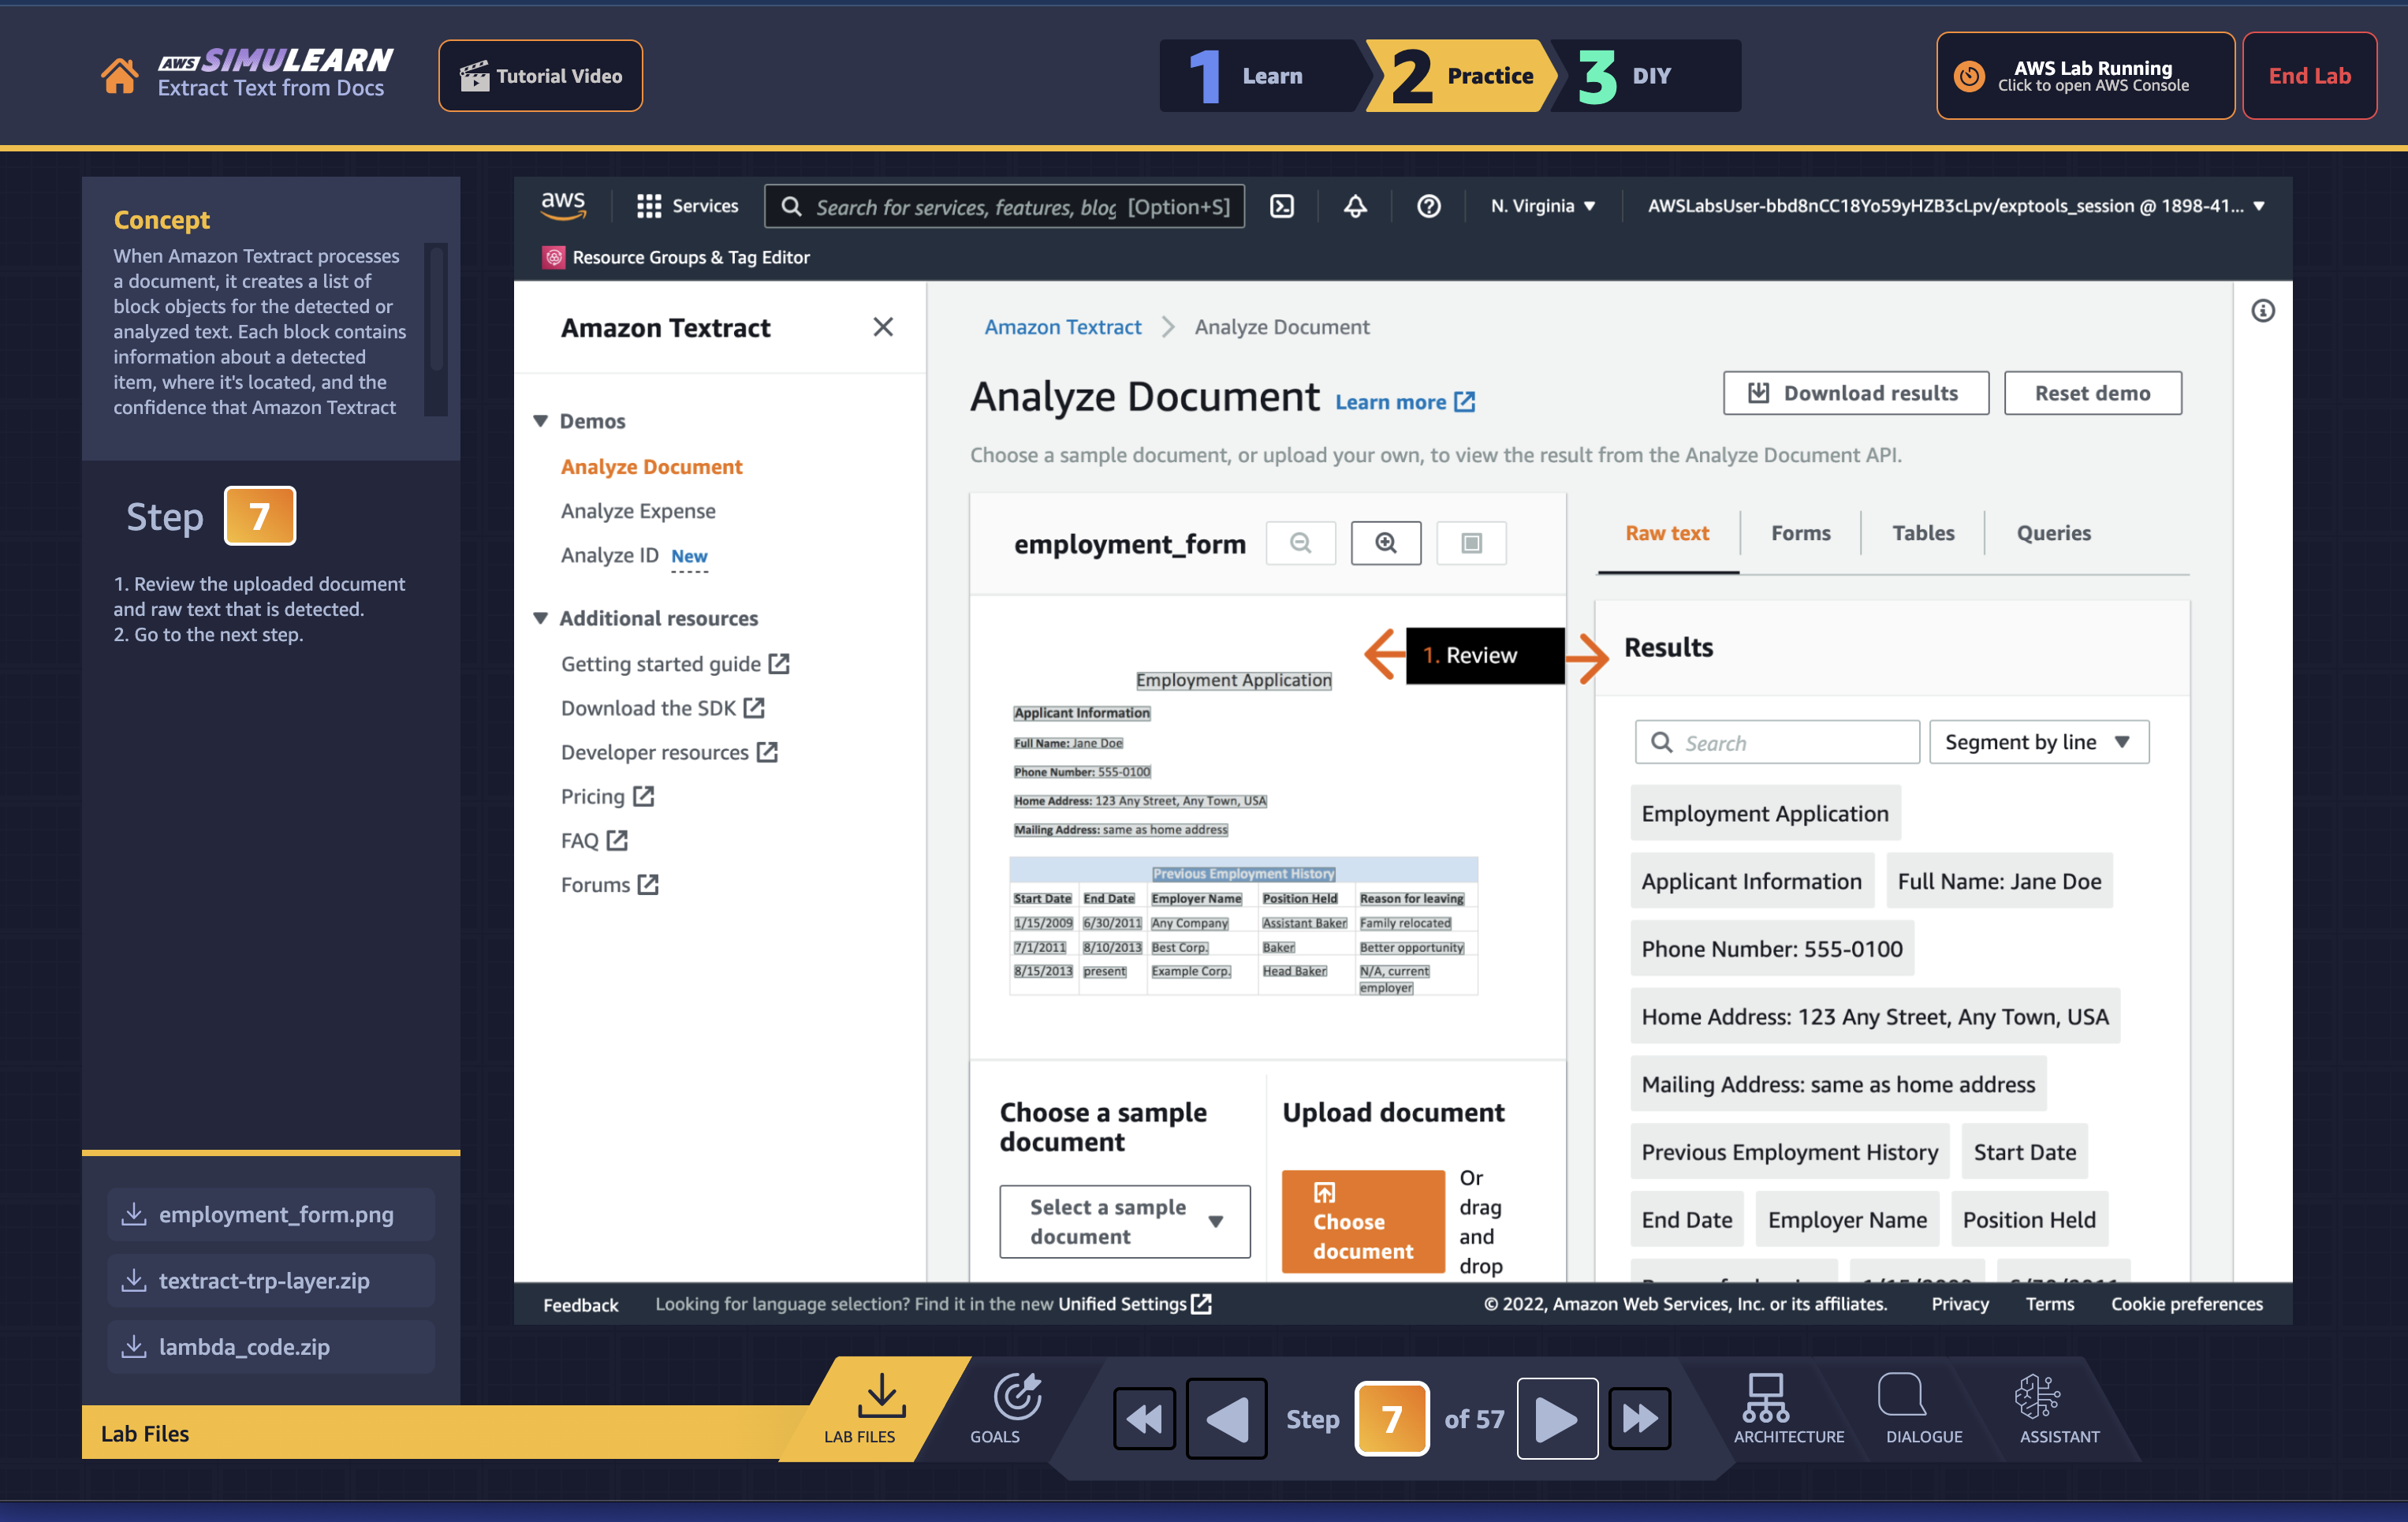 aws SIMULEARN
Extract Text from Docs
Tutorial Video
1 Learn
2 Practice
3 DIY
AWS Lab Running
Click to open AWS Console
End Lab
Concept
When Amazon Textract processes
a document, it creates a list of
block objects for the detected or
analyzed text. Each block contains
information about a detected
item, where it's located, and the
confidence that Amazon Textract
Step 7
1. Review the uploaded document
and raw text that is detected.
2. Go to the next step.
employment_form.png
textract-trp-layer.zip
lambda_code.zip
Lab Files
aws
Services
Search for services, features, blog [Option+S]
N. Virginia
AWSLabsUser-bbd8nCC18Yo59yHZB3cLpv/exptools_session @ 1898-41...
Resource Groups & Tag Editor
Amazon Textract
Demos
Analyze Document
Analyze Expense
Analyze ID New
Additional resources
Getting started guide
Download the SDK
Developer resources
Pricing
FAQ
Forums
Amazon Textract > Analyze Document
Analyze Document Learn more
Download results
Reset demo
Choose a sample document, or upload your own, to view the result from the Analyze Document API.
employment_form
1. Review
Employment Application
Applicant Information
Full Name: Jane Doe
Phone Number: 555-0100
Home Address: 123 Any Street, Any Town, USA
Mailing Address: same as home address
Previous Employment History
Start Date End Date Employer Name Position Held Reason for leaving
1/15/2009 6/30/2011 Any Company Assistant Baker Family relocated
7/1/2011 8/10/2013 Best Corp. Baker Better opportunity
8/15/2013 present Example Corp. Head Baker N/A, current
employer
Choose a sample
document
Select a sample
document
Upload document
Choose
document
Or
drag
and
drop
Raw text Forms Tables Queries
Results
Search
Segment by line
Employment Application
Applicant Information Full Name: Jane Doe
Phone Number: 555-0100
Home Address: 123 Any Street, Any Town, USA
Mailing Address: same as home address
Previous Employment History Start Date
End Date Employer Name Position Held
Feedback
Looking for language selection? Find it in the new Unified Settings
© 2022, Amazon Web Services, Inc. or its affiliates.
Privacy Terms Cookie preferences
LAB FILES
GOALS
Step 7 of 57
ARCHITECTURE
DIALOGUE
ASSISTANT